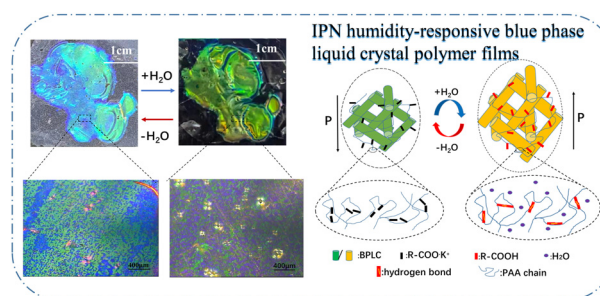 IPN humidity-responsive blue phase
liquid crystal polymer films
1cm
+H₂O
-H₂O
1cm
400μm
400μm
P
+H₂O
-H₂O
P
:BPLC
:R-COO⁻K⁺
:R-COOH
:H₂O
:hydrogen bond
:PAA chain